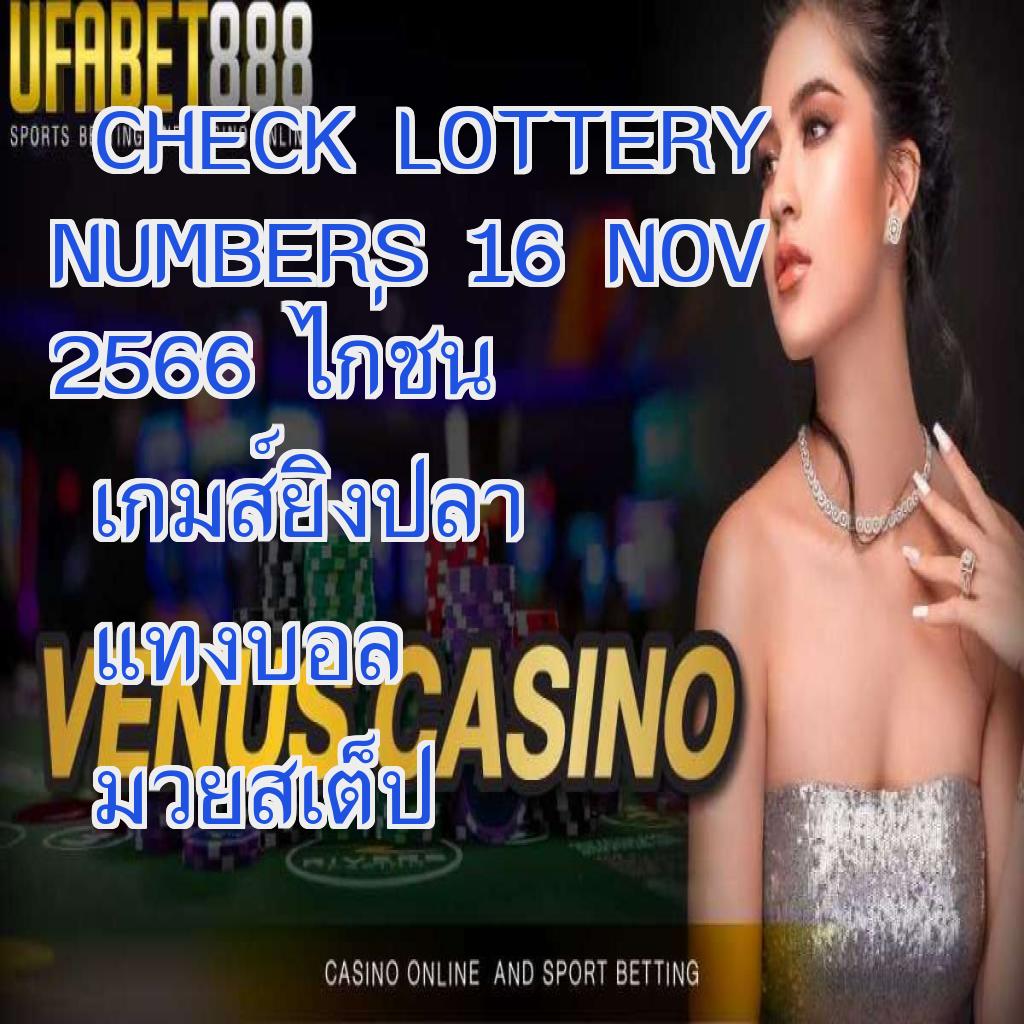 UFABET888
SPORTS B
CHECK LOTTERY
NUMBERS 16 NOV
2566 ไก่ชน
เกมส์ยิงปลา
แทงบอล
VENUS CASINO
มวยสเต็ป
CASINO ONLINE AND SPORT BETTING